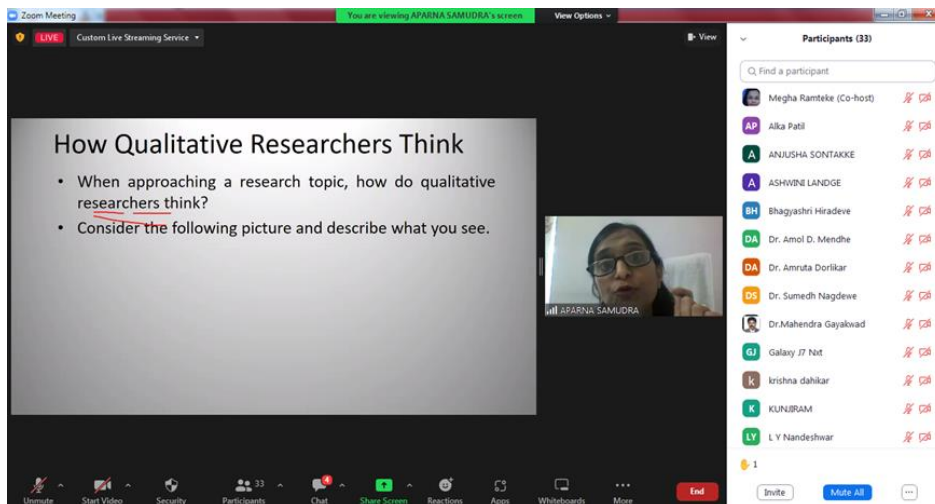 Zoom Meeting
You are viewing APARNA SAMUDRA's screen
View Options
LIVE
Custom Live Streaming Service
View
How Qualitative Researchers Think
• When approaching a research topic, how do qualitative
researchers think?
• Consider the following picture and describe what you see.
APARNA SAMUDRA
Unmute
Start Video
Security
33
Participants
4
Chat
Share Screen
Reactions
Apps
Whiteboards
More
End
Participants (33)
Find a participant
Megha Ramteke (Co-host)
AP Alka Patil
A ANJUSHA SONTAKKE
A ASHWINI LANDGE
BH Bhagyashri Hiradeve
DA Dr. Amol D. Mendhe
DA Dr. Amruta Dorlikar
DS Dr. Sumedh Nagdewe
Dr.Mahendra Gayakwad
GJ Galaxy J7 Nxt
k krishna dahikar
K KUNJIRAM
LY L Y Nandeshwar
1
Invite
Mute All
...